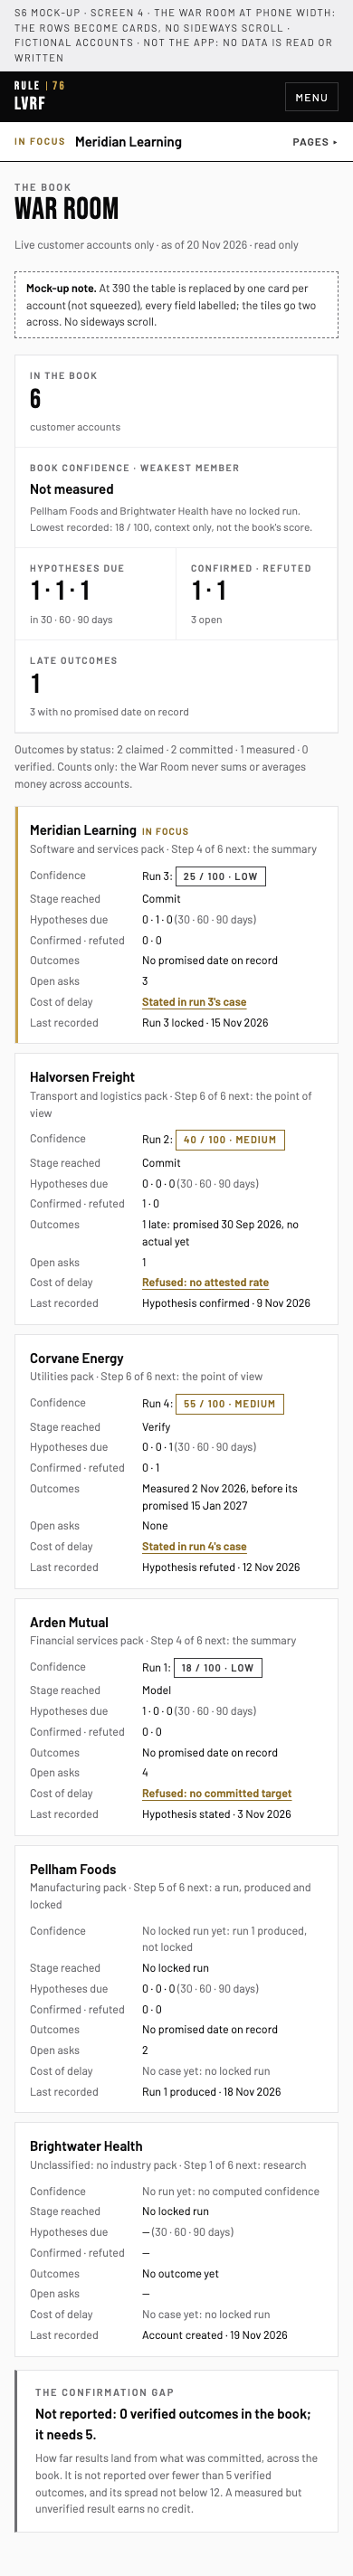 S6 MOCK-UP · SCREEN 4 · THE WAR ROOM AT PHONE WIDTH:
THE ROWS BECOME CARDS, NO SIDEWAYS SCROLL ·
FICTIONAL ACCOUNTS · NOT THE APP: NO DATA IS READ OR
WRITTEN
RULE | 76
LVRF
MENU
IN FOCUS Meridian Learning
PAGES ▸
THE BOOK
WAR ROOM
Live customer accounts only · as of 20 Nov 2026 · read only
Mock-up note. At 390 the table is replaced by one card per
account (not squeezed), every field labelled; the tiles go two
across. No sideways scroll.
IN THE BOOK
6
customer accounts
BOOK CONFIDENCE · WEAKEST MEMBER
Not measured
Pellham Foods and Brightwater Health have no locked run.
Lowest recorded: 18 / 100, context only, not the book's score.
HYPOTHESES DUE
1 · 1 · 1
in 30 · 60 · 90 days
CONFIRMED · REFUTED
1 · 1
3 open
LATE OUTCOMES
1
3 with no promised date on record
Outcomes by status: 2 claimed · 2 committed · 1 measured · 0
verified. Counts only: the War Room never sums or averages
money across accounts.
Meridian Learning IN FOCUS
Software and services pack · Step 4 of 6 next: the summary
Confidence Run 3: 25 / 100 · LOW
Stage reached Commit
Hypotheses due 0 · 1 · 0 (30 · 60 · 90 days)
Confirmed · refuted 0 · 0
Outcomes No promised date on record
Open asks 3
Cost of delay Stated in run 3's case
Last recorded Run 3 locked · 15 Nov 2026
Halvorsen Freight
Transport and logistics pack · Step 6 of 6 next: the point of
view
Confidence Run 2: 40 / 100 · MEDIUM
Stage reached Commit
Hypotheses due 0 · 0 · 0 (30 · 60 · 90 days)
Confirmed · refuted 1 · 0
Outcomes 1 late: promised 30 Sep 2026, no
actual yet
Open asks 1
Cost of delay Refused: no attested rate
Last recorded Hypothesis confirmed · 9 Nov 2026
Corvane Energy
Utilities pack · Step 6 of 6 next: the point of view
Confidence Run 4: 55 / 100 · MEDIUM
Stage reached Verify
Hypotheses due 0 · 0 · 1 (30 · 60 · 90 days)
Confirmed · refuted 0 · 1
Outcomes Measured 2 Nov 2026, before its
promised 15 Jan 2027
Open asks None
Cost of delay Stated in run 4's case
Last recorded Hypothesis refuted · 12 Nov 2026
Arden Mutual
Financial services pack · Step 4 of 6 next: the summary
Confidence Run 1: 18 / 100 · LOW
Stage reached Model
Hypotheses due 1 · 0 · 0 (30 · 60 · 90 days)
Confirmed · refuted 0 · 0
Outcomes No promised date on record
Open asks 4
Cost of delay Refused: no committed target
Last recorded Hypothesis stated · 3 Nov 2026
Pellham Foods
Manufacturing pack · Step 5 of 6 next: a run, produced and
locked
Confidence No locked run yet: run 1 produced,
not locked
Stage reached No locked run
Hypotheses due 0 · 0 · 0 (30 · 60 · 90 days)
Confirmed · refuted 0 · 0
Outcomes No promised date on record
Open asks 2
Cost of delay No case yet: no locked run
Last recorded Run 1 produced · 18 Nov 2026
Brightwater Health
Unclassified: no industry pack · Step 1 of 6 next: research
Confidence No run yet: no computed confidence
Stage reached No locked run
Hypotheses due — (30 · 60 · 90 days)
Confirmed · refuted —
Outcomes No outcome yet
Open asks —
Cost of delay No case yet: no locked run
Last recorded Account created · 19 Nov 2026
THE CONFIRMATION GAP
Not reported: 0 verified outcomes in the book;
it needs 5.
How far results land from what was committed, across the
book. It is not reported over fewer than 5 verified
outcomes, and its spread not below 12. A measured but
unverified result earns no credit.